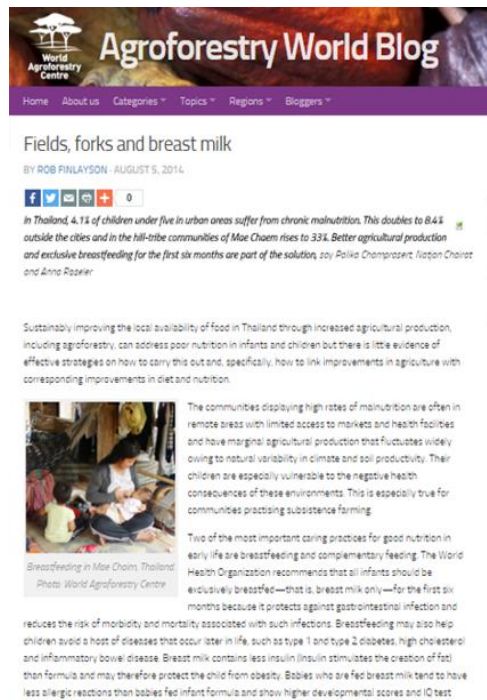 World
Agroforestry
Centre
Agroforestry World Blog
Home About us Categories Topics Regions Bloggers
Fields, forks and breast milk
BY ROB FINLAYSON · AUGUST 5, 2014
0
In Thailand, 4.1% of children under five in urban areas suffer from chronic malnutrition. This doubles to 8.4%
outside the cities and in the hill-tribe communities of Mae Chaem rises to 33%. Better agricultural production
and exclusive breastfeeding for the first six months are part of the solution, say
and Anna
Sustainably improving the local availability of food in Thailand through increased agricultural production,
including agroforestry, can address poor nutrition in infants and children but there is little evidence of
effective strategies on how to carry this out and, specifically, how to link improvements in agriculture with
corresponding improvements in diet and nutrition.
The communities displaying high rates of malnutrition are often in
remote areas with limited access to markets and health facilities
and have marginal agricultural production that fluctuates widely
owing to natural variability in climate and soil productivity. Their
children are especially vulnerable to the negative health
consequences of these environments. This is especially true for
communities practising subsistence farming.
Breastfeeding in Mae Chaim, Thailand
Photo: World Agroforestry Centre
Two of the most important caring practices for good nutrition in
early life are breastfeeding and complementary feeding. The World
Health Organization recommends that all infants should be
exclusively breastfed—that is, breast milk only—for the first six
months because it protects against gastrointestinal infection and
reduces the risk of morbidity and mortality associated with such infections. Breastfeeding may also help
children avoid a host of diseases that occur later in life, such as type 1 and type 2 diabetes, high cholesterol
and inflammatory bowel disease. Breast milk contains less insulin (insulin stimulates the creation of fat)
than formula and may therefore protect the child from obesity. Babies who are fed breast milk tend to have
less allergic reactions than babies fed infant formula and show higher developmental scores and IQ test